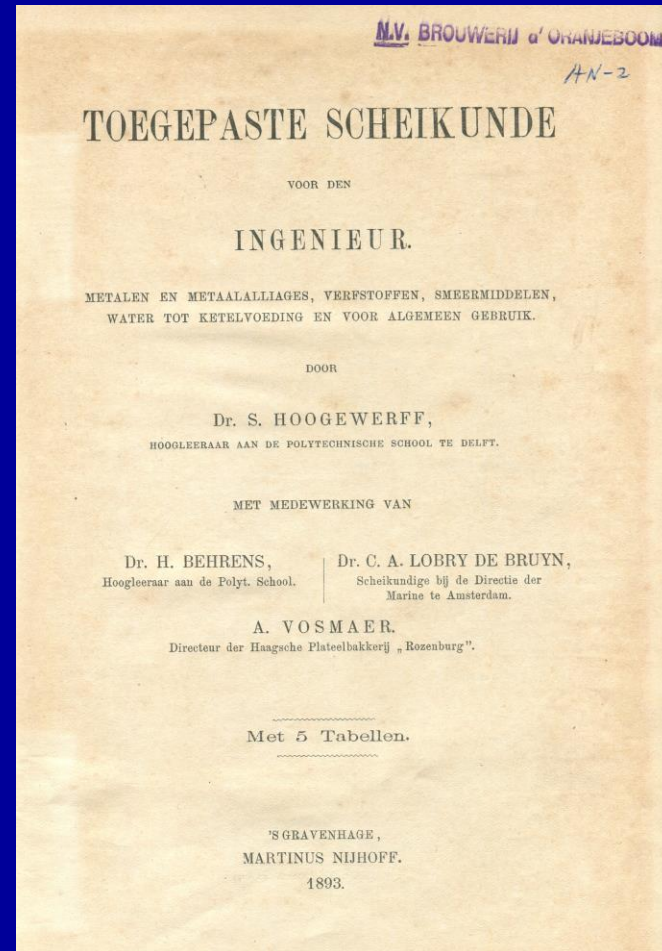 N.V. BROUWERIJ d' ORANJEBOOM
AN-2
TOEGEPASTE SCHEIKUNDE
VOOR DEN
INGENIEUR.
METALEN EN METAALALLIAGES, VERFSTOFFEN, SMEERMIDDELEN,
WATER TOT KETELVOEDING EN VOOR ALGEMEEN GEBRUIK.
DOOR
Dr. S. HOOGEWERFF,
HOOGLEERAAR AAN DE POLYTECHNISCHE SCHOOL TE DELFT.
MET MEDEWERKING VAN
Dr. H. BEHRENS,
Hoogleeraar aan de Polyt. School.
Dr. C. A. LOBRY DE BRUYN,
Scheikundige bij de Directie der
Marine te Amsterdam.
A. VOSMAER.
Directeur der Haagsche Plateelbakkerij „Rozenburg".
Met 5 Tabellen.
'S GRAVENHAGE,
MARTINUS NIJHOFF.
1893.